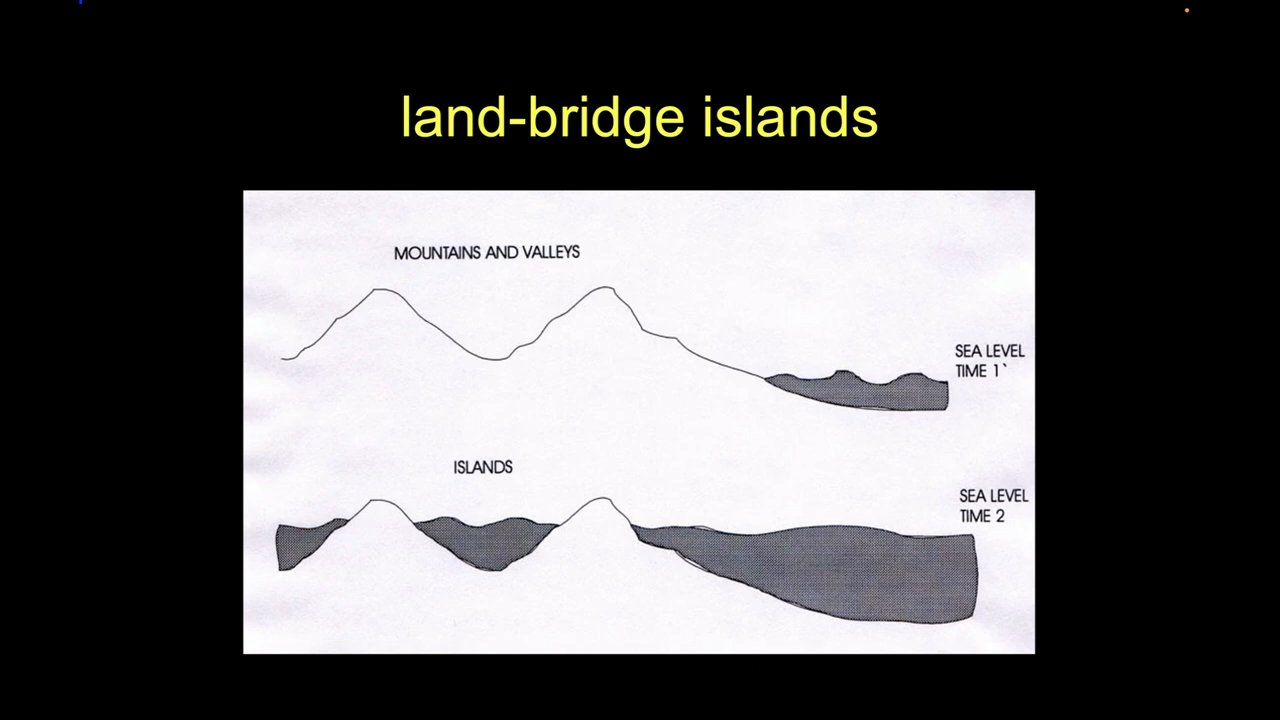 land-bridge islands
MOUNTAINS AND VALLEYS
SEA LEVEL
TIME 1`
ISLANDS
SEA LEVEL
TIME 2